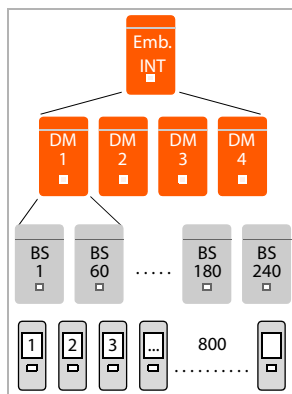 Emb.
INT
DM DM DM DM
1 2 3 4
BS BS BS BS
1 60 ..... 180 240
1 2 3 ... 800
..........